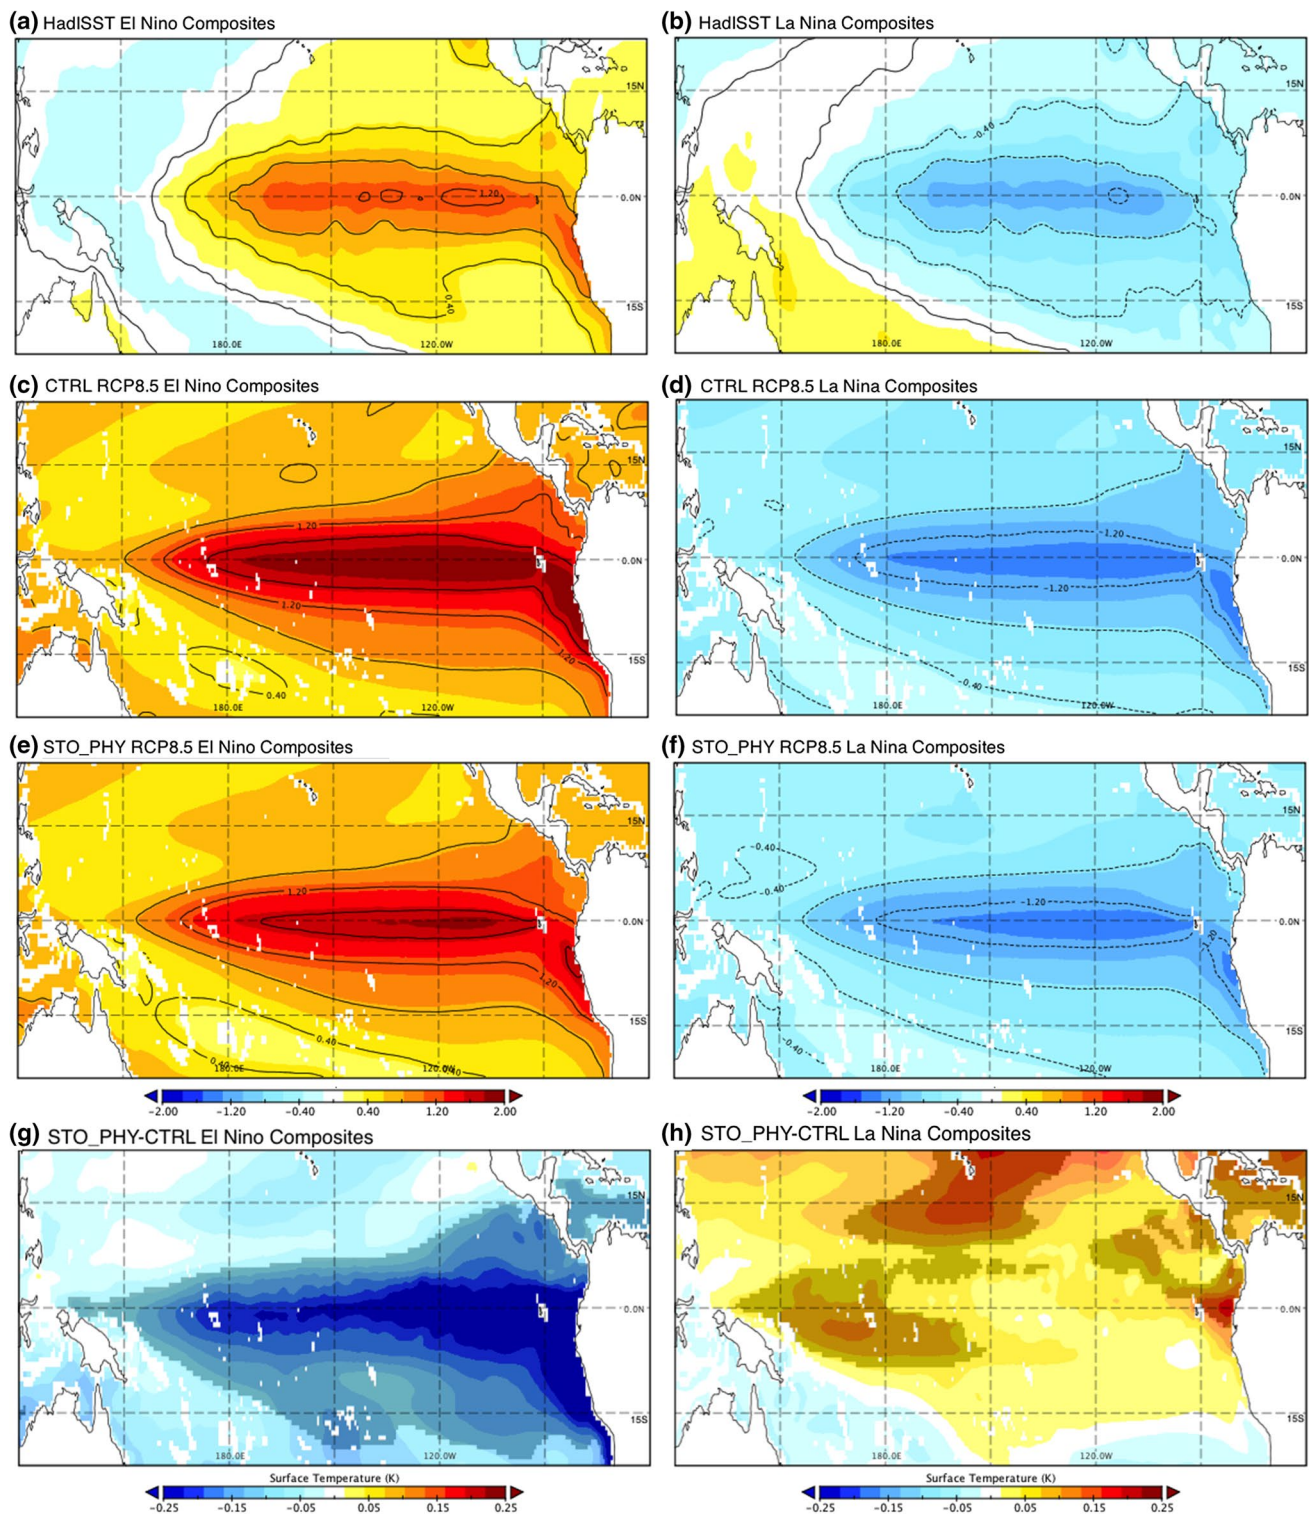 (a) HadISST El Nino Composites
(b) HadISST La Nina Composites
15N
1.20
0.0N
0.40
15S
180.0E
120.0W
15N
-0.40
0.0N
15S
180.0E
120.0W
(c) CTRL RCP8.5 El Nino Composites
(d) CTRL RCP8.5 La Nina Composites
15N
1.20
0.0N
1.20
1.20
15S
0.40
180.0E
120.0W
15N
-1.20
0.0N
-1.20
15S
-0.40
180.0E
120.0W
(e) STO_PHY RCP8.5 El Nino Composites
(f) STO_PHY RCP8.5 La Nina Composites
15N
1.20
0.0N
1.20
15S
0.40
0.40
180.0E
120.0W
15N
-0.40
-0.40
-1.20
0.0N
15S
-0.40
180.0E
120.0W
-2.00 -1.20 -0.40 0.40 1.20 2.00
-2.00 -1.20 -0.40 0.40 1.20 2.00
(g) STO_PHY-CTRL El Nino Composites
(h) STO_PHY-CTRL La Nina Composites
15N
0.0N
15S
180.0E
120.0W
15N
0.0N
15S
180.0E
120.0W
Surface Temperature (K)
Surface Temperature (K)
-0.25 -0.15 -0.05 0.05 0.15 0.25
-0.25 -0.15 -0.05 0.05 0.15 0.25